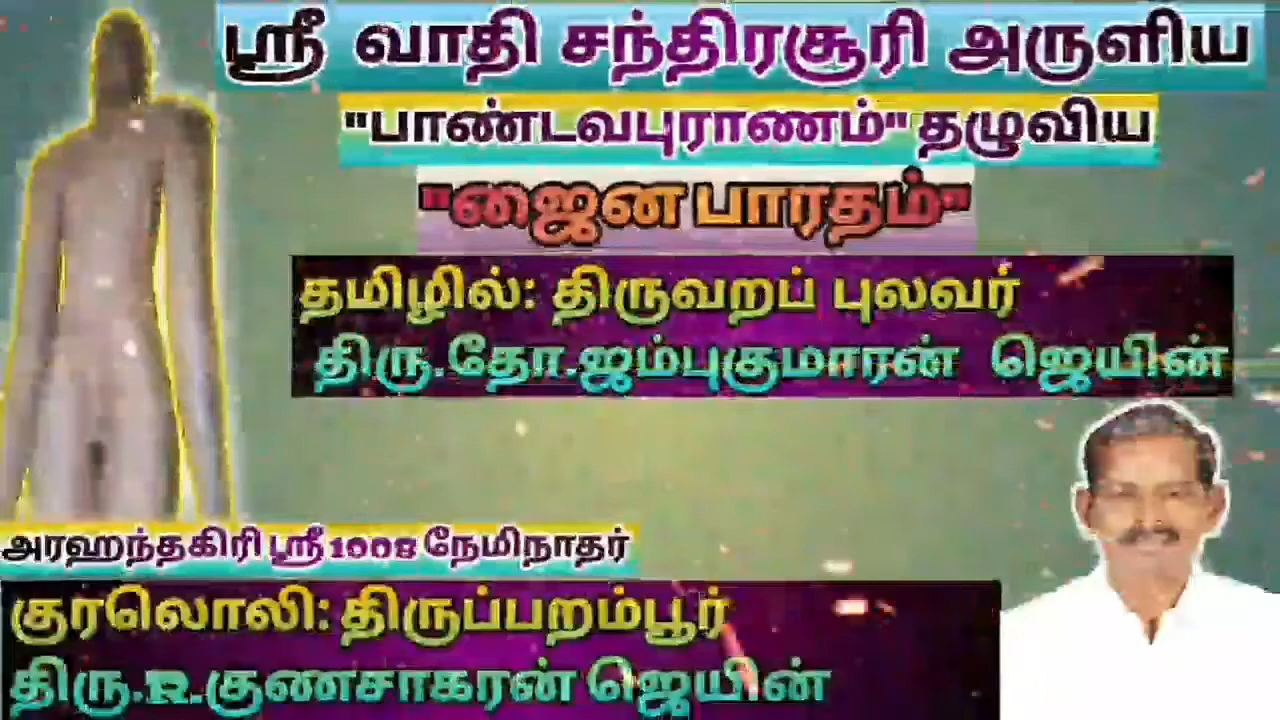 ஸ்ரீ வாதி சந்திரசூரி அருளிய
"பாண்டவபுராணம்" தழுவிய
"ஜைன பாரதம்"
தமிழில்: திருவறப் புலவர்
திரு.தோ.ஜம்புகுமாரன் ஜெயின்
அரஹந்தகிரி ஸ்ரீ 1008 நேமிநாதர்
குரலொலி: திருப்பறம்பூர்
திரு.R.குணசாகரன் ஜெயின்